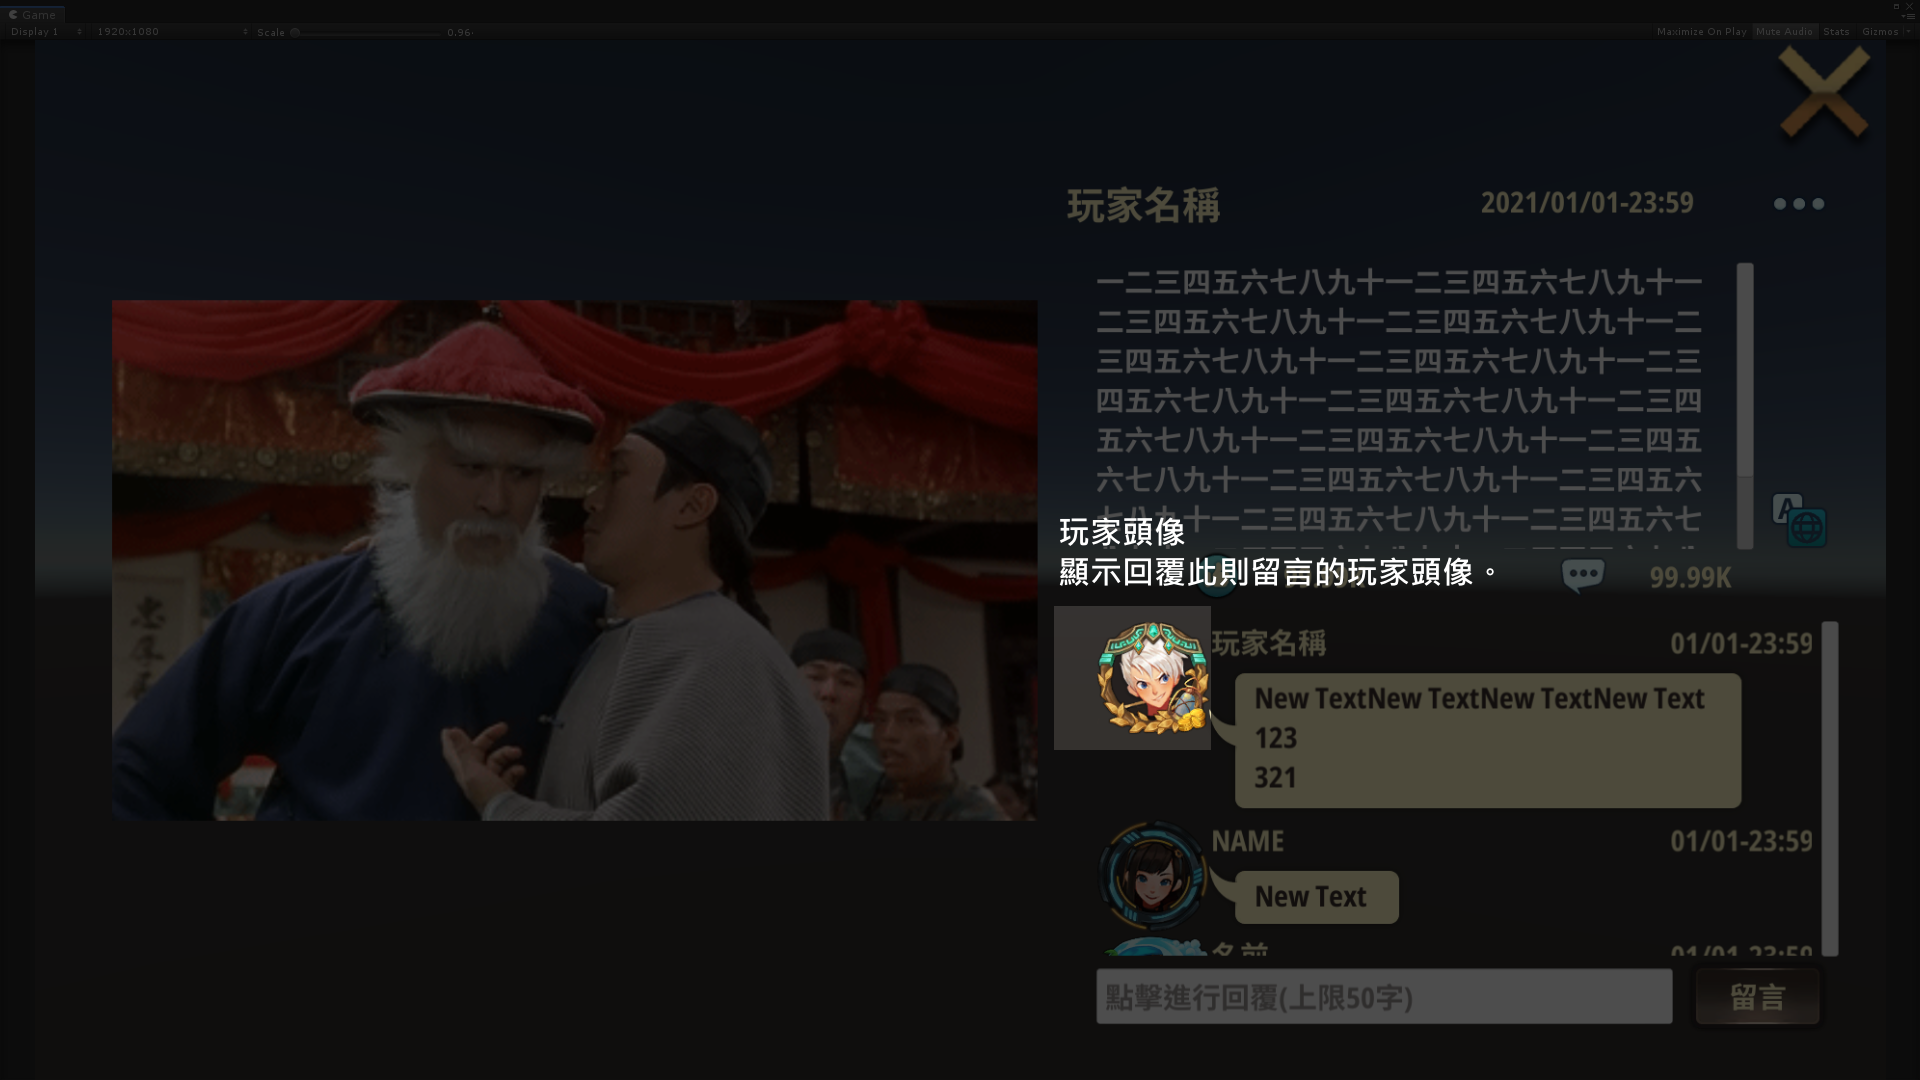 Game
Display 1
1920x1080
Scale
0.96
Maximize On Play
Mute Audio
Stats
Gizmos
玩家名稱
2021/01/01-23:59
一二三四五六七八九十一二三四五六七八九十一
二三四五六七八九十一二三四五六七八九十一二
三四五六七八九十一二三四五六七八九十一二三
四五六七八九十一二三四五六七八九十一二三四
五六七八九十一二三四五六七八九十一二三四五
六七八九十一二三四五六七八九十一二三四五六
七八九十一二三四五六七八九十一二三四五六七
A
玩家頭像
顯示回覆此則留言的玩家頭像。
99.99K
玩家名稱
01/01-23:59
New TextNew TextNew TextNew Text
123
321
NAME
01/01-23:59
New Text
名前
01/01-23:59
點擊進行回覆(上限50字)
留言